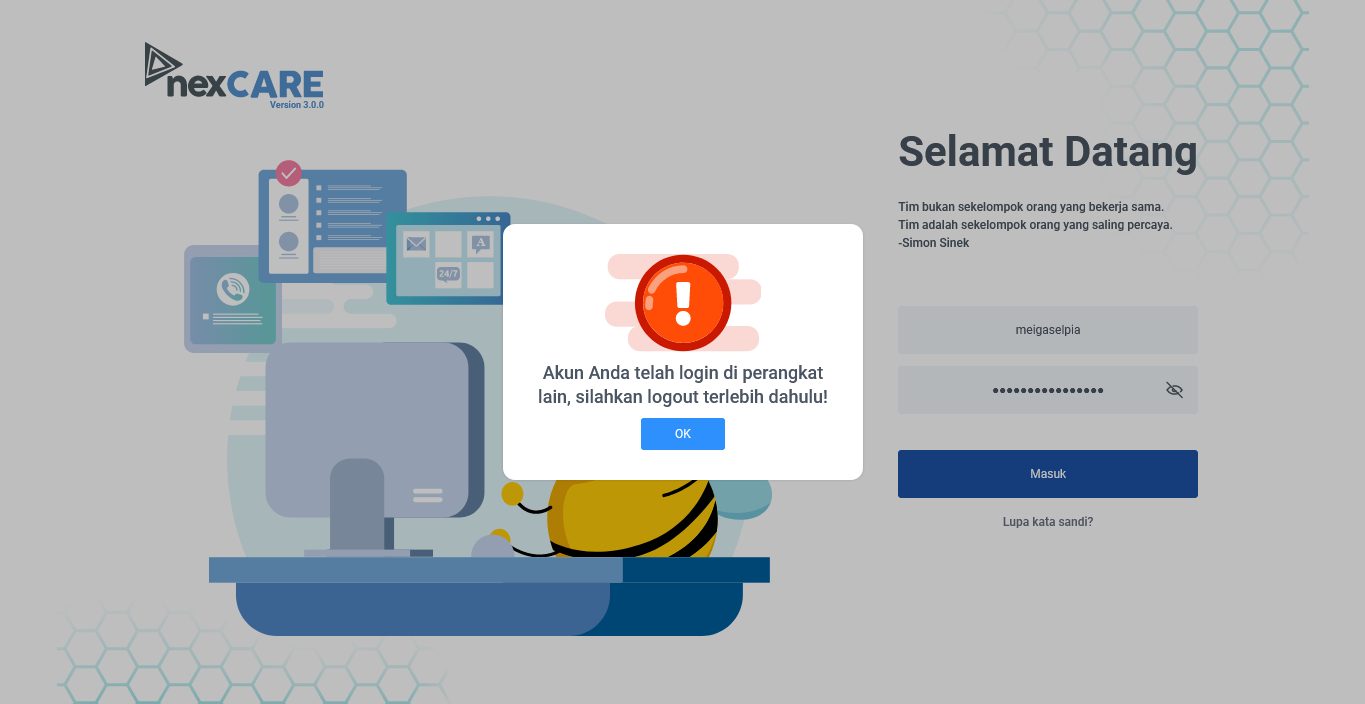 nexCARE
Version 3.0.0
Selamat Datang
Tim bukan sekelompok orang yang bekerja sama.
Tim adalah sekelompok orang yang saling percaya.
-Simon Sinek
A
24/7
Akun Anda telah login di perangkat
lain, silahkan logout terlebih dahulu!
OK
meigaselpia
••••••••••••••••
Masuk
Lupa kata sandi?